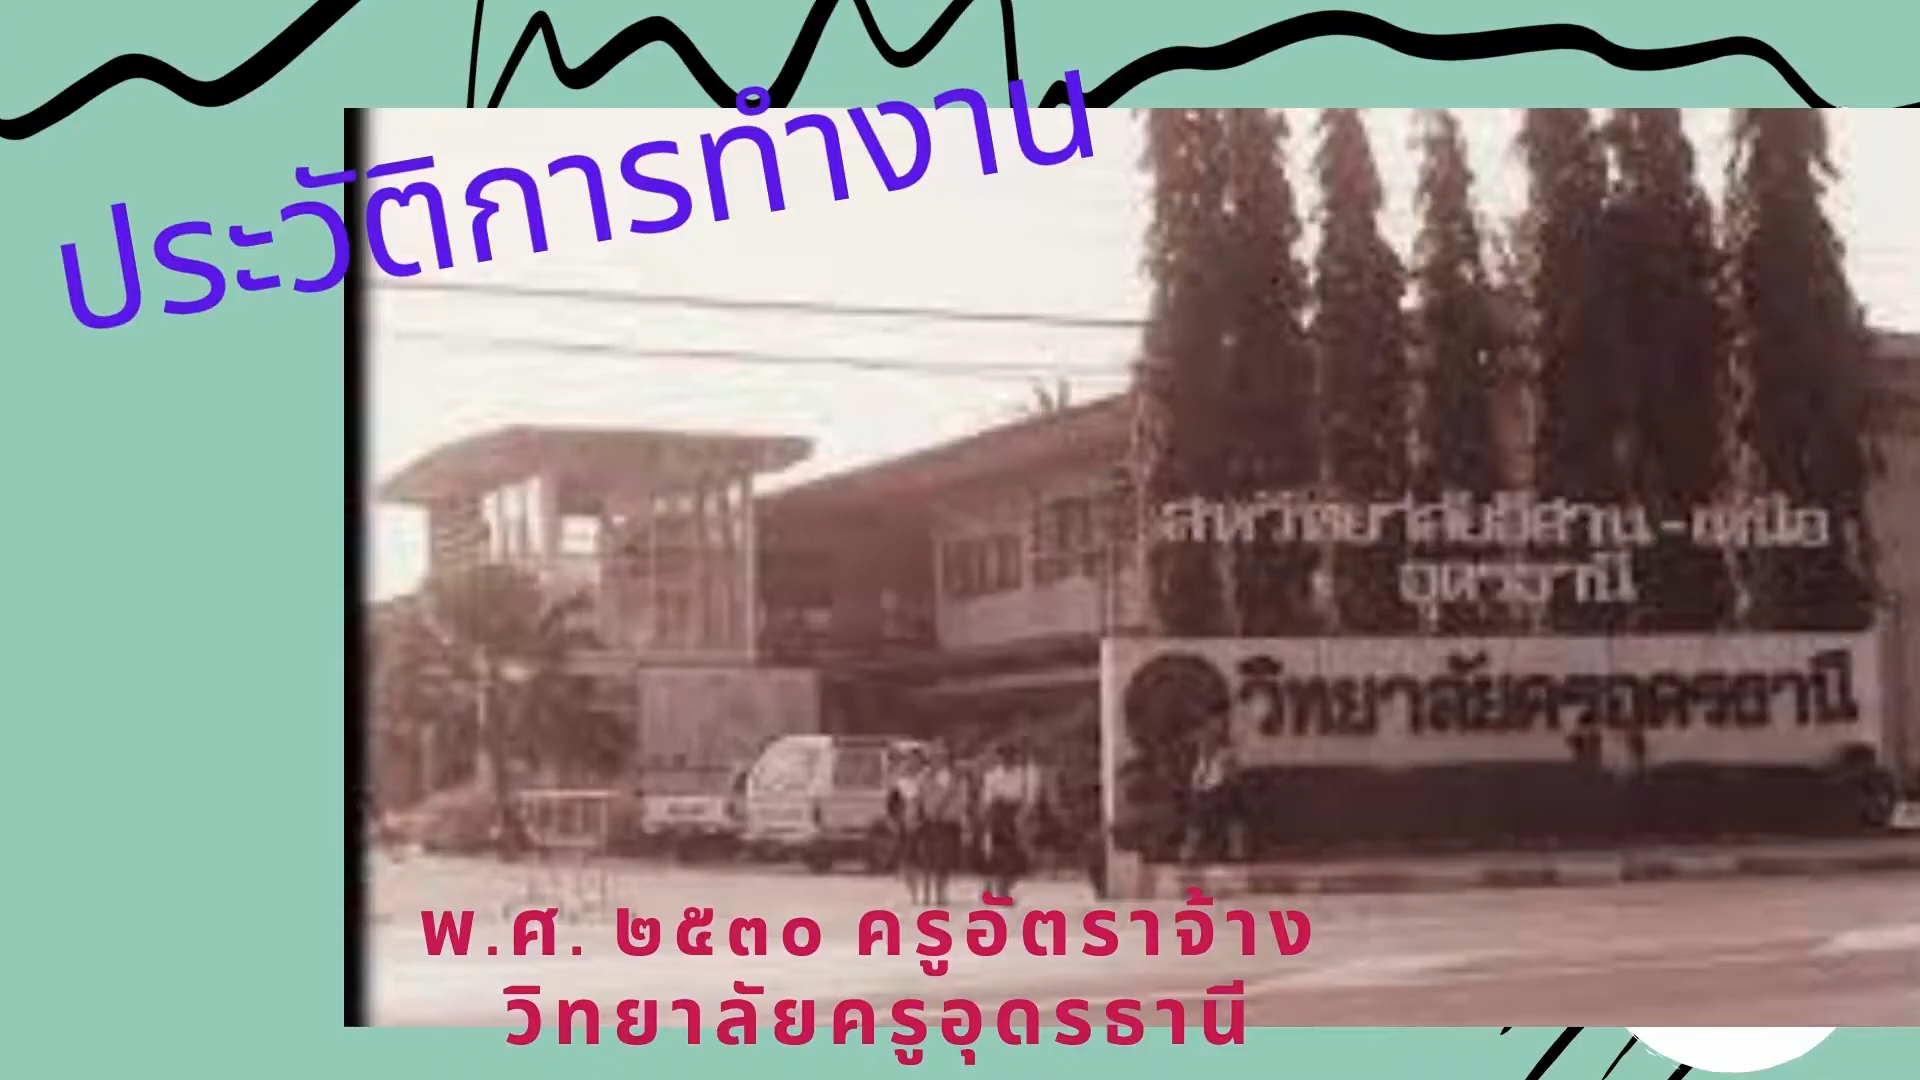 ประวัติการทำงาน
สหวิทยาลัยอีสาน-เหนือ
อุดรธานี
วิทยาลัยครูอุดรธานี
พ.ศ. ๒๕๓๐ ครูอัตราจ้าง
วิทยาลัยครูอุดรธานี